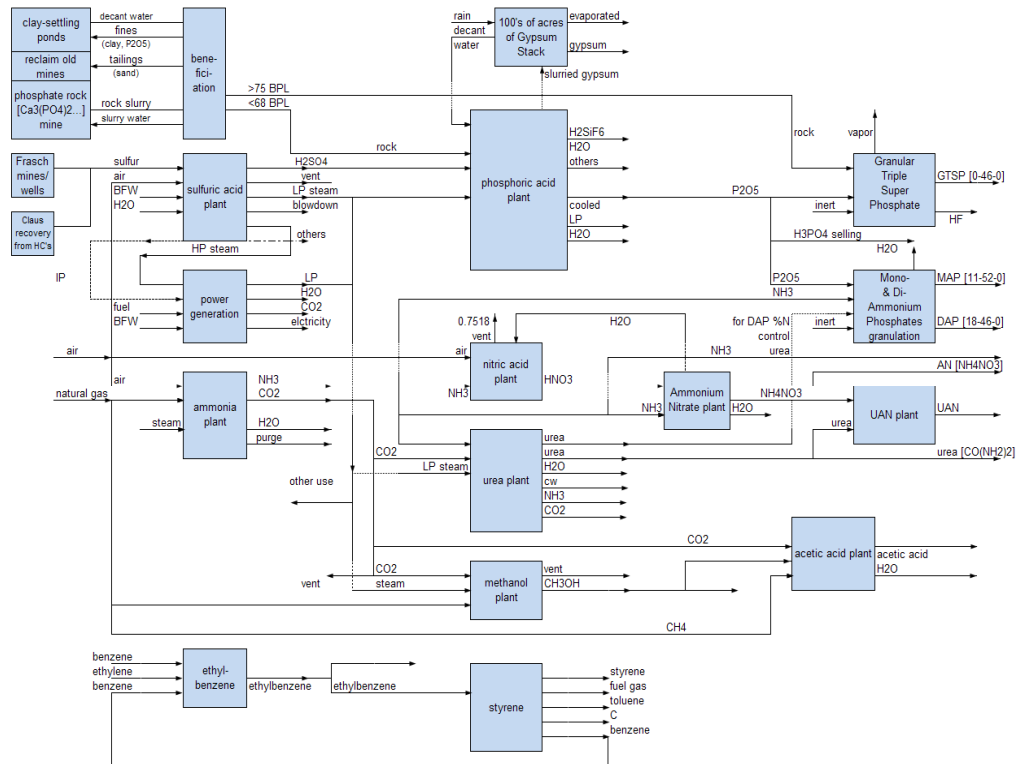 clay-settling
ponds
decant water
fines
(clay, P2O5)
reclaim old
mines
tailings
(sand)
phosphate rock
[Ca3(PO4)2...]
mine
rock slurry
slurry water
bene-
fici-
ation
>75 BPL
<68 BPL
rain
decant
water
100's of acres
of Gypsum
Stack
evaporated
gypsum
slurried gypsum
rock
rock
vapor
Frasch
mines/
wells
Claus
recovery
from HC's
sulfur
air
BFW
H2O
sulfuric acid
plant
H2SO4
vent
LP steam
blowdown
others
HP steam
phosphoric acid
plant
H2SiF6
H2O
others
cooled
LP
H2O
P2O5
inert
Granular
Triple
Super
Phosphate
GTSP [0-46-0]
HF
H3PO4 selling
H2O
IP
fuel
BFW
power
generation
LP
H2O
CO2
elctricity
P2O5
NH3
for DAP %N
control
inert
Mono-
& Di-
Ammonium
Phosphates
granulation
MAP [11-52-0]
DAP [18-46-0]
air
0.7518
vent
H2O
air
nitric acid
plant
NH3
HNO3
NH3
urea
AN [NH4NO3]
natural gas
air
steam
ammonia
plant
NH3
CO2
H2O
purge
NH3
Ammonium
Nitrate plant
NH4NO3
H2O
urea
UAN plant
UAN
urea [CO(NH2)2]
CO2
LP steam
urea plant
urea
urea
H2O
cw
NH3
CO2
other use
CO2
acetic acid plant
acetic acid
H2O
vent
CO2
steam
methanol
plant
vent
CH3OH
CH4
benzene
ethylene
benzene
ethyl-
benzene
ethylbenzene
ethylbenzene
styrene
styrene
fuel gas
toluene
C
benzene